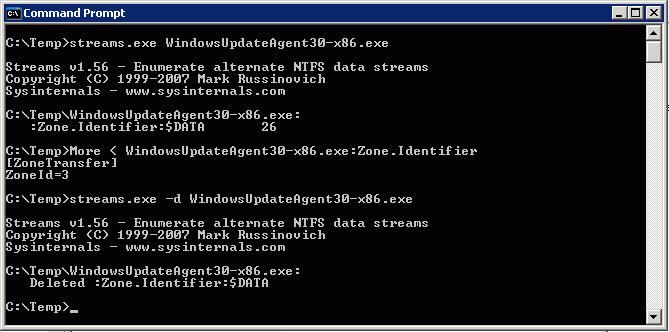 Command Prompt
C:\Temp>streams.exe WindowsUpdateAgent30-x86.exe
Streams v1.56 - Enumerate alternate NTFS data streams
Copyright (C) 1999-2007 Mark Russinovich
Sysinternals - www.sysinternals.com
C:\Temp\WindowsUpdateAgent30-x86.exe:
:Zone.Identifier:$DATA 26
C:\Temp>More < WindowsUpdateAgent30-x86.exe:Zone.Identifier
[ZoneTransfer]
ZoneId=3
C:\Temp>streams.exe -d WindowsUpdateAgent30-x86.exe
Streams v1.56 - Enumerate alternate NTFS data streams
Copyright (C) 1999-2007 Mark Russinovich
Sysinternals - www.sysinternals.com
C:\Temp\WindowsUpdateAgent30-x86.exe:
Deleted :Zone.Identifier:$DATA
C:\Temp>_